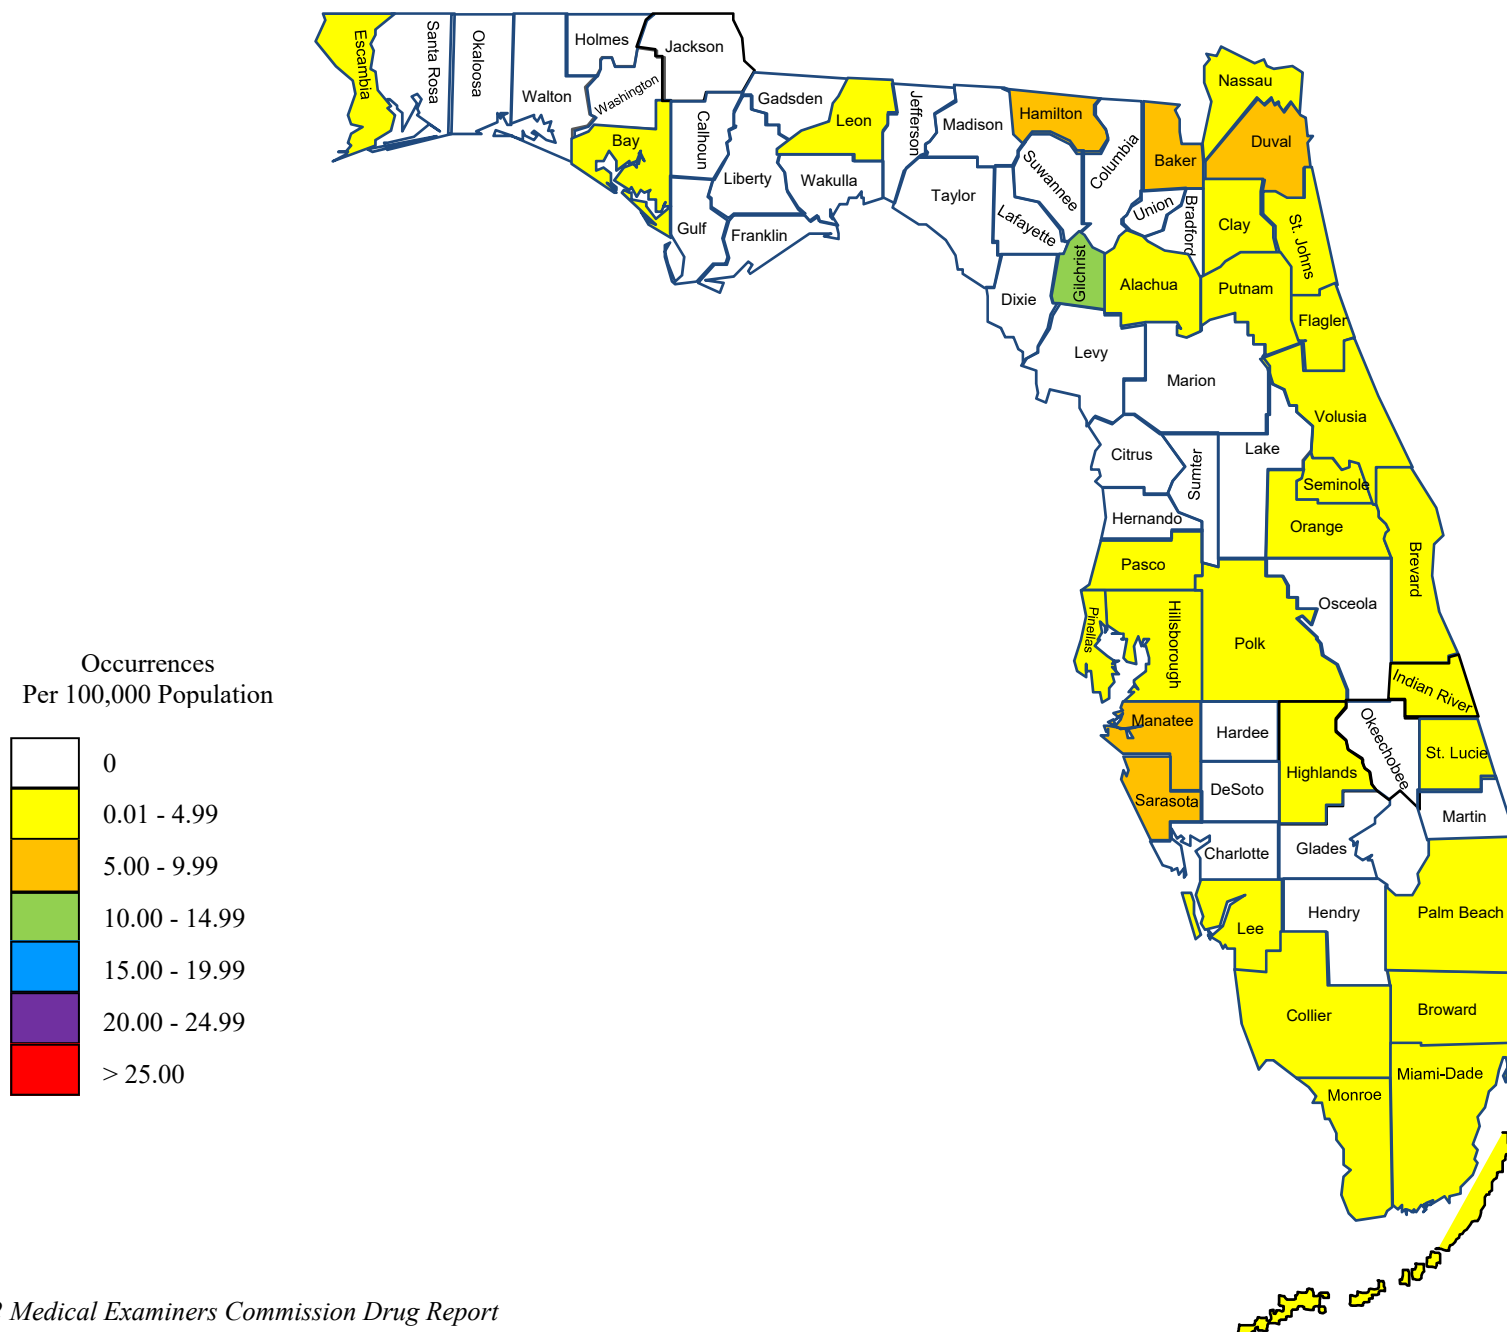 Escambia
Santa Rosa
Okaloosa
Walton
Holmes
Washington
Jackson
Bay
Calhoun
Gulf
Gadsden
Liberty
Franklin
Leon
Wakulla
Jefferson
Madison
Taylor
Hamilton
Suwannee
Lafayette
Dixie
Columbia
Gilchrist
Baker
Union
Bradford
Alachua
Levy
Nassau
Duval
Clay
St. Johns
Putnam
Flagler
Marion
Volusia
Citrus
Sumter
Lake
Seminole
Orange
Hernando
Pasco
Brevard
Pinellas
Hillsborough
Polk
Osceola
Indian River
Manatee
Hardee
Highlands
Okeechobee
St. Lucie
Sarasota
DeSoto
Martin
Charlotte
Glades
Lee
Hendry
Palm Beach
Collier
Broward
Monroe
Miami-Dade
Occurrences
Per 100,000 Population
0
0.01 - 4.99
5.00 - 9.99
10.00 - 14.99
15.00 - 19.99
20.00 - 24.99
> 25.00
Medical Examiners Commission Drug Report